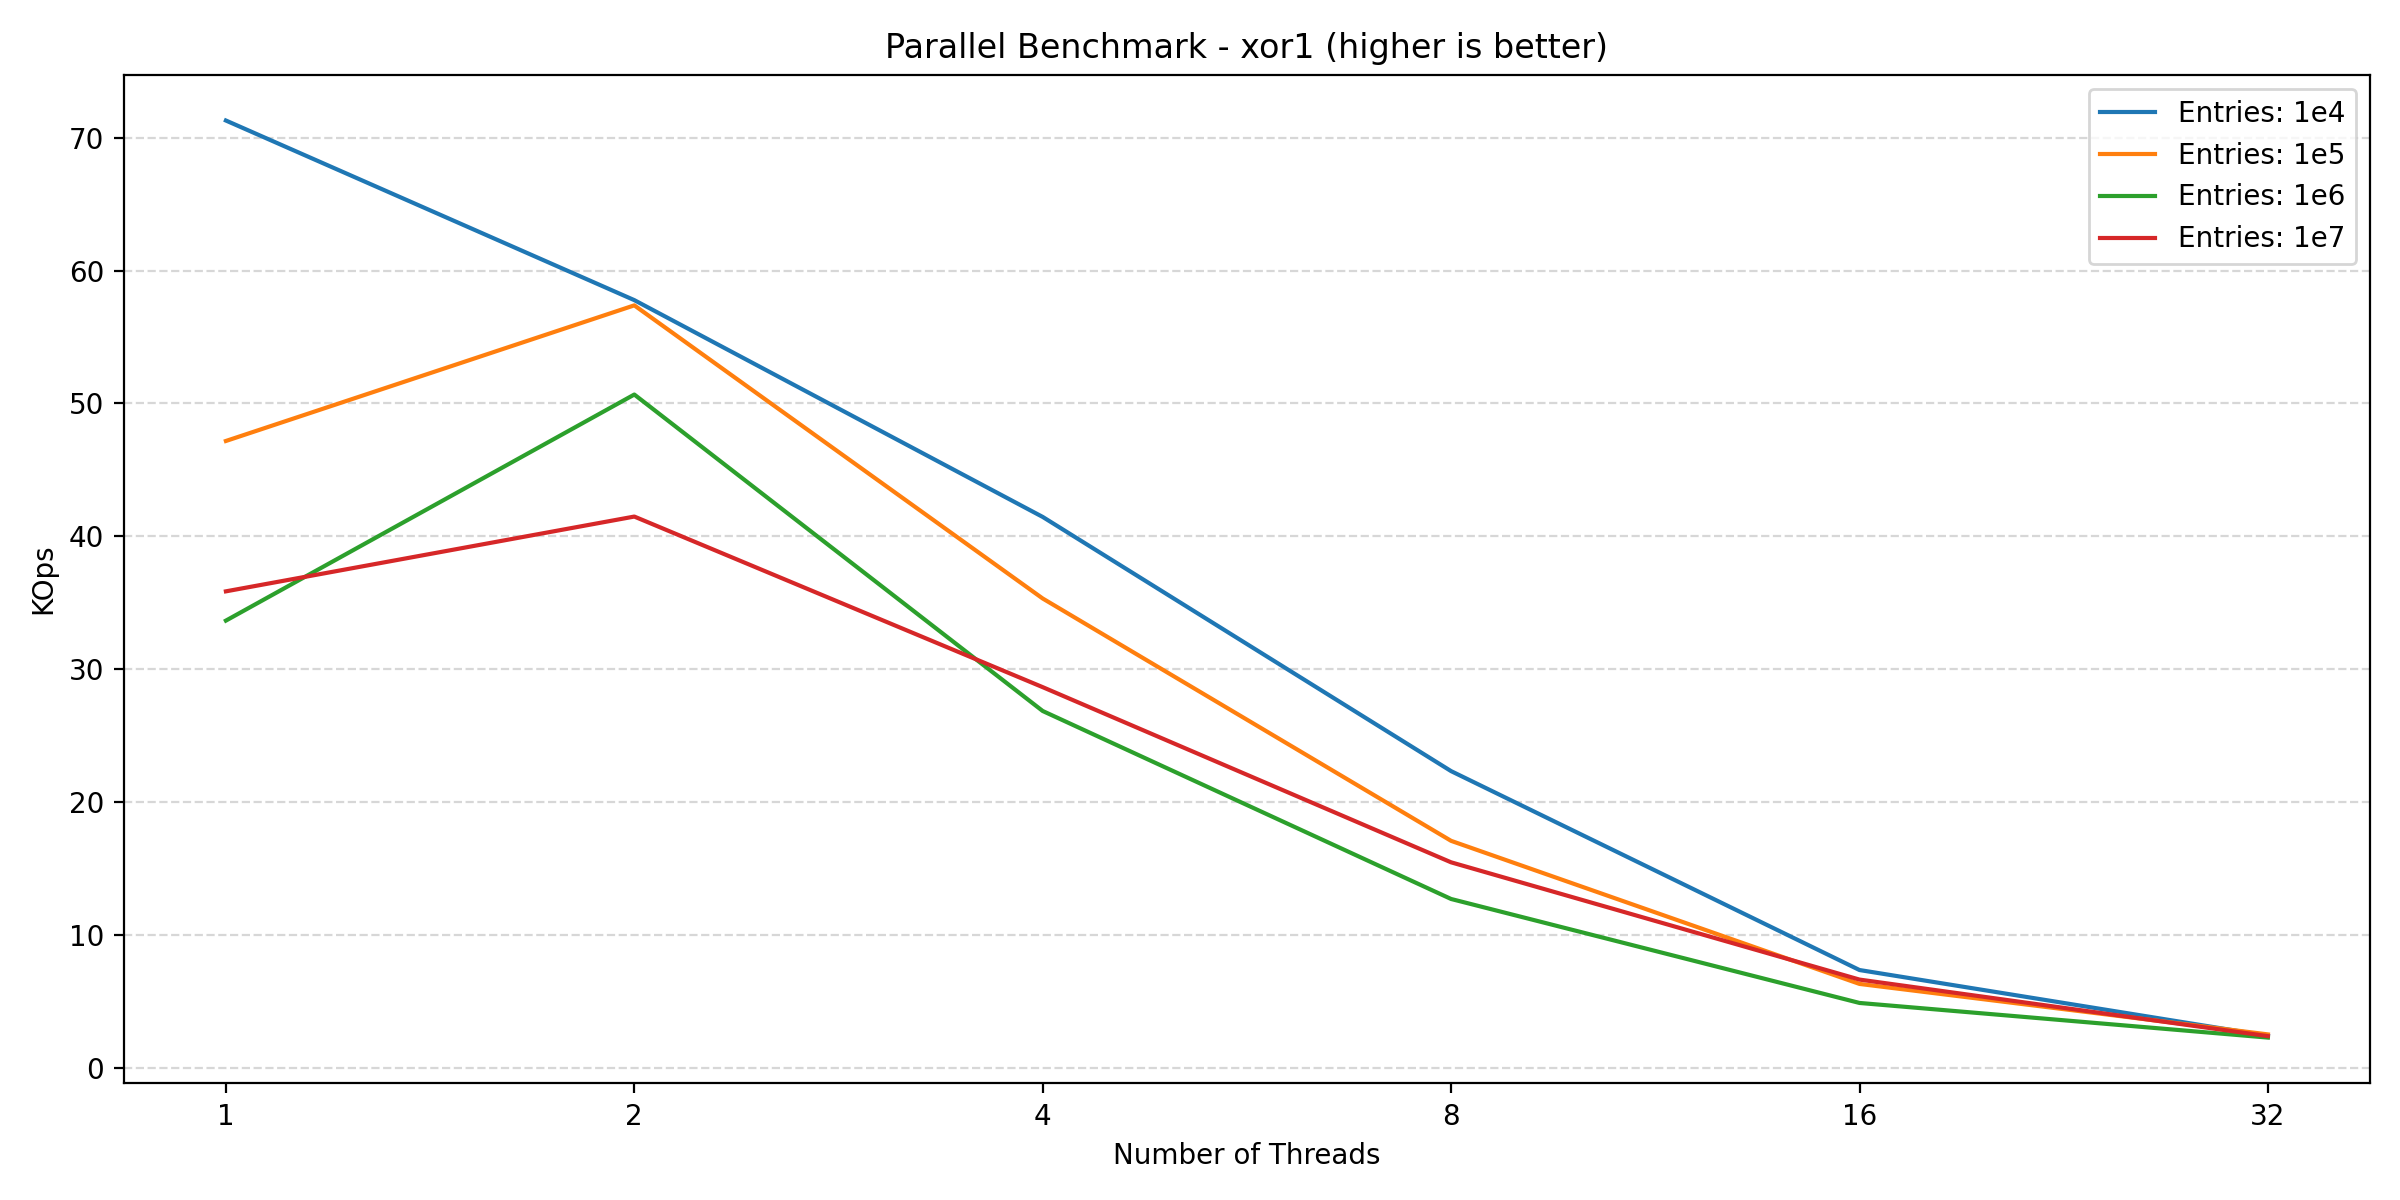 Parallel Benchmark - xor1 (higher is better)
Entries: 1e4
Entries: 1e5
Entries: 1e6
Entries: 1e7
KOps
70
60
50
40
30
20
10
0
1 2 4 8 16 32
Number of Threads